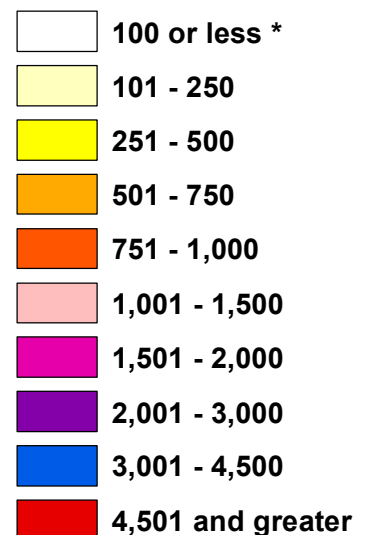 100 or less *
101 - 250
251 - 500
501 - 750
751 - 1,000
1,001 - 1,500
1,501 - 2,000
2,001 - 3,000
3,001 - 4,500
4,501 and greater